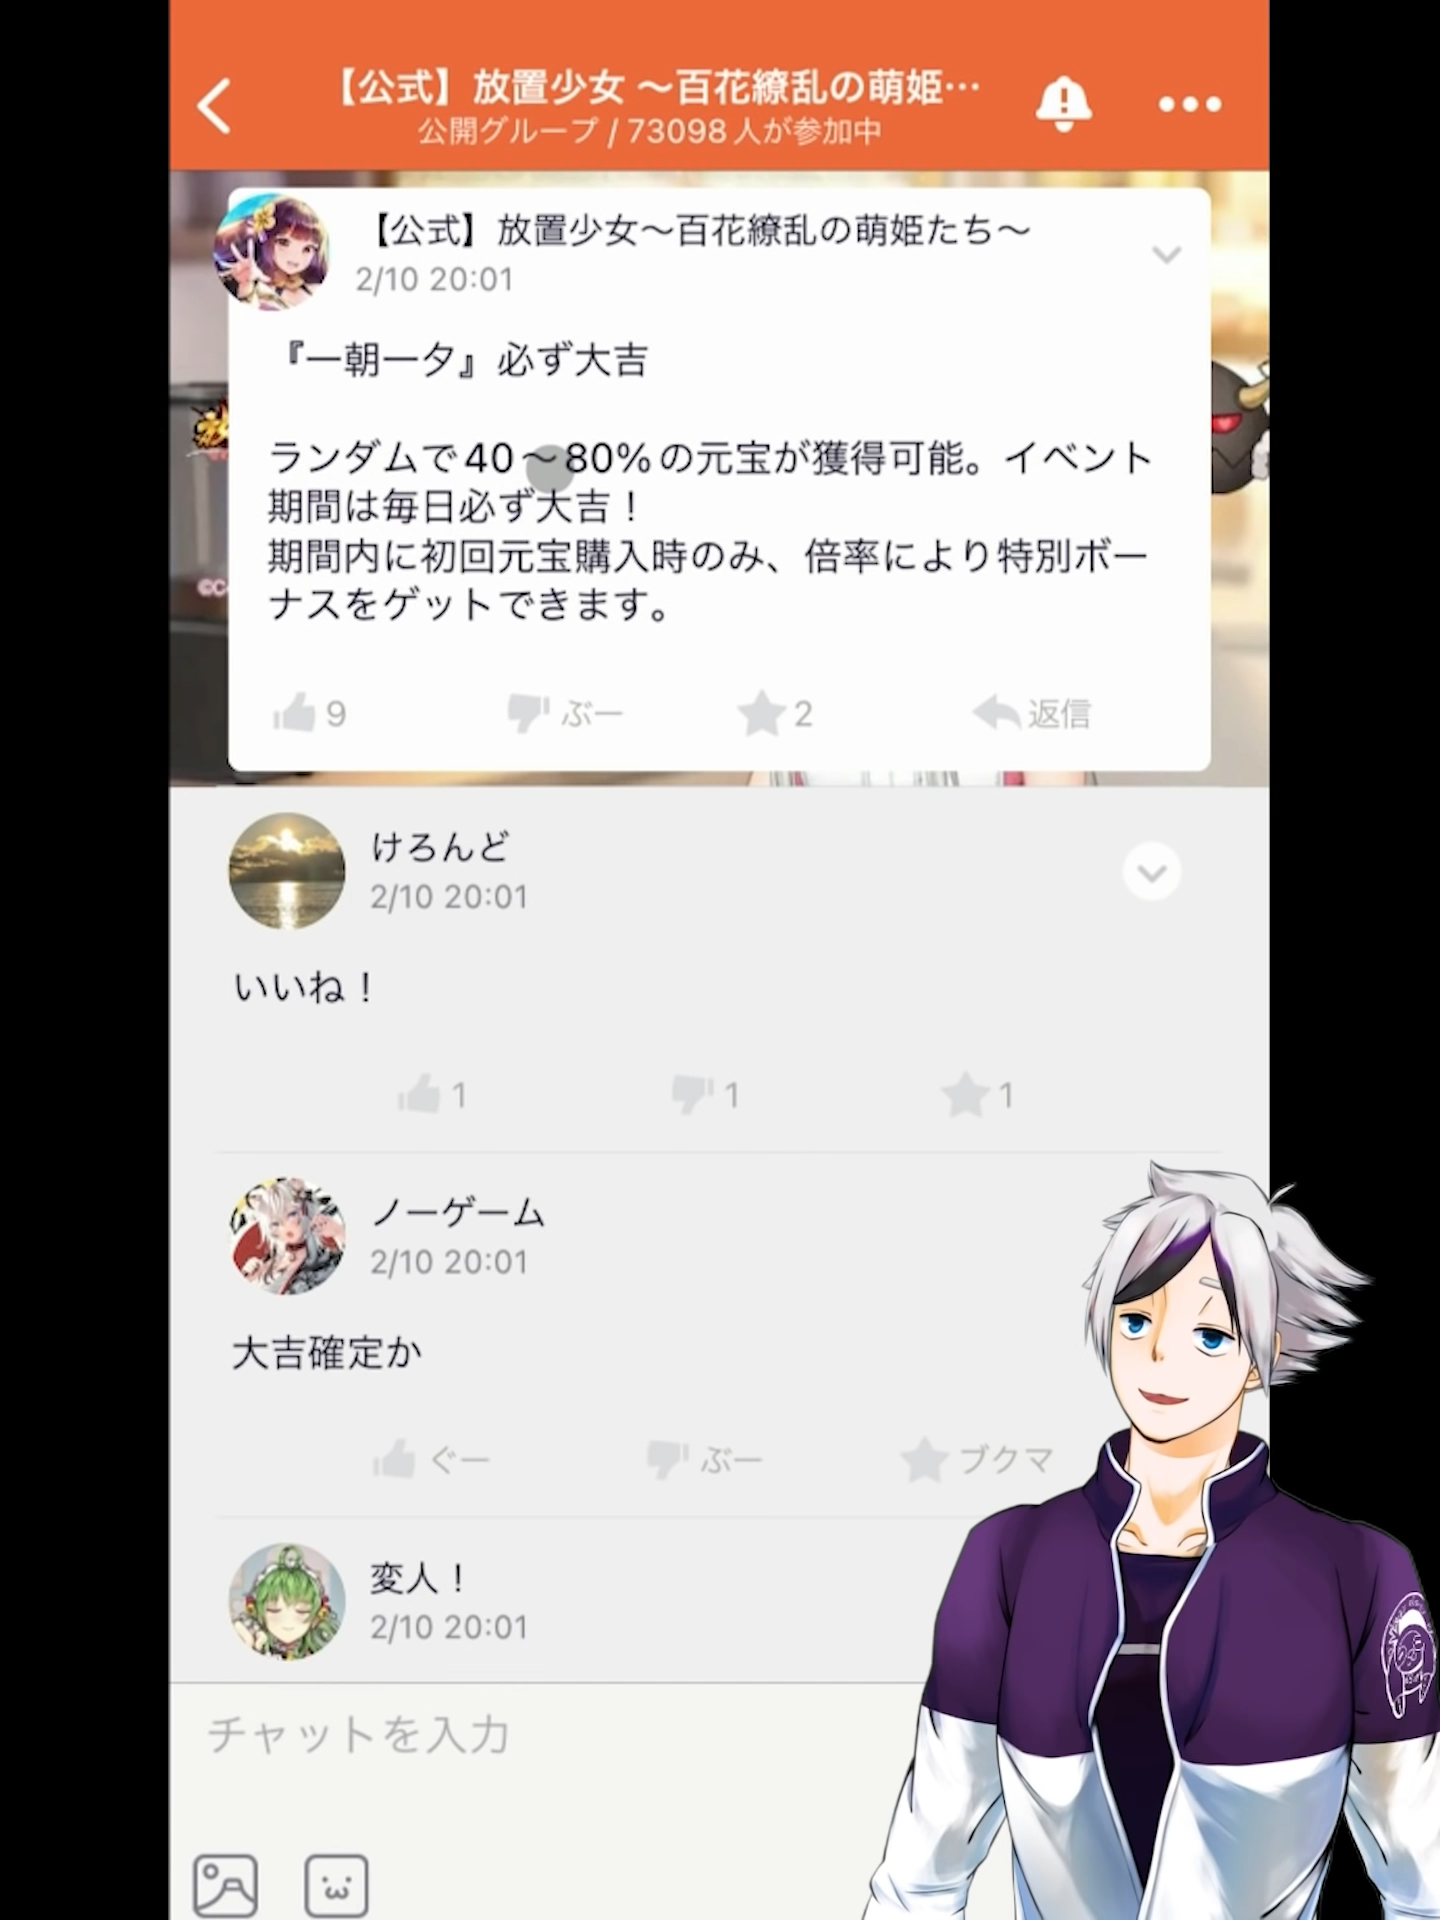 【公式】放置少女 〜百花繚乱の萌姫…
公開グループ / 73098人が参加中
【公式】放置少女〜百花繚乱の萌姫たち〜
2/10 20:01
『一朝一夕』必ず大吉
ランダムで40〜80%の元宝が獲得可能。イベント
期間は毎日必ず大吉！
期間内に初回元宝購入時のみ、倍率により特別ボー
ナスをゲットできます。
9 ぶー 2 返信
けろんど
2/10 20:01
いいね！
1 1 1
ノーゲーム
2/10 20:01
大吉確定か
ぐー ぶー ブクマ
変人！
2/10 20:01
チャットを入力